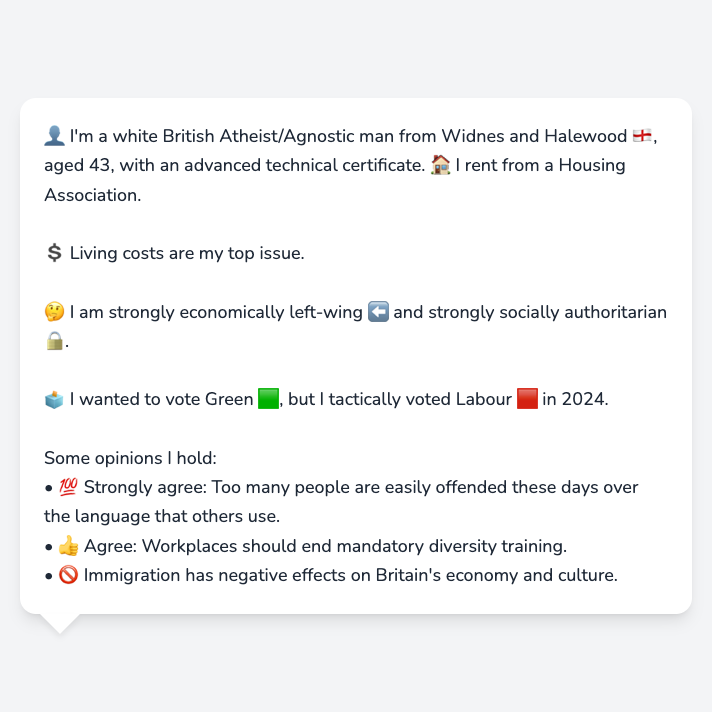 👤 I'm a white British Atheist/Agnostic man from Widnes and Halewood 🏴󠁧󠁢󠁥󠁮󠁧󠁿,
aged 43, with an advanced technical certificate. 🏠 I rent from a Housing
Association.
💲 Living costs are my top issue.
🤔 I am strongly economically left-wing ⬅️ and strongly socially authoritarian
🔒.
🗳️ I wanted to vote Green 🟩, but I tactically voted Labour 🟥 in 2024.
Some opinions I hold:
• 💯 Strongly agree: Too many people are easily offended these days over
the language that others use.
• 👍 Agree: Workplaces should end mandatory diversity training.
• 🚫 Immigration has negative effects on Britain's economy and culture.